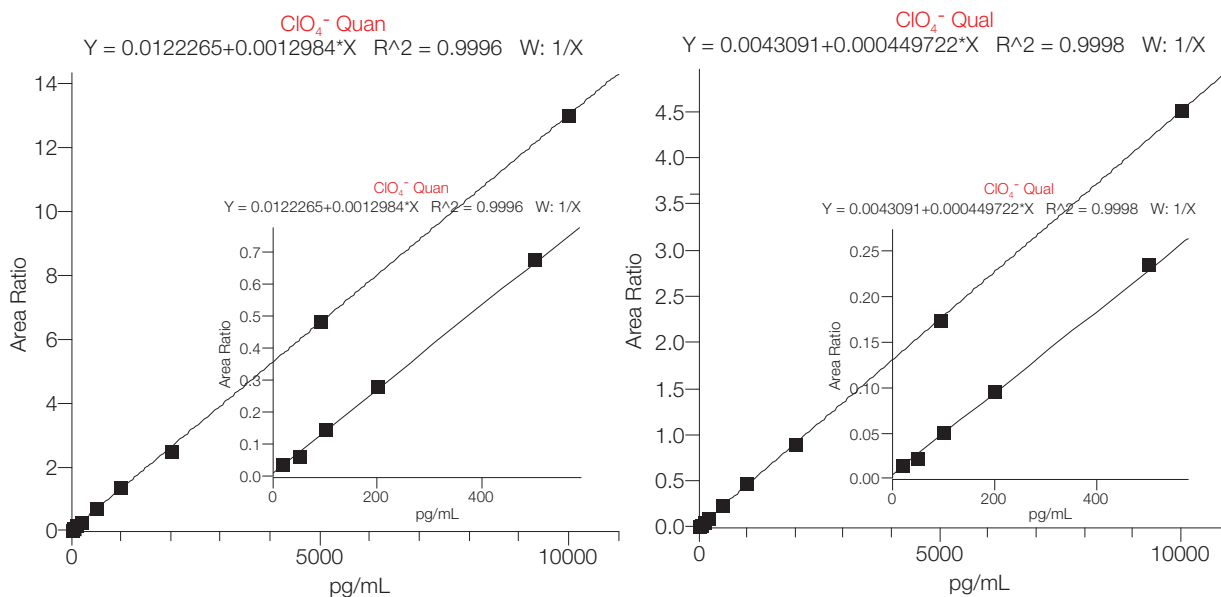 ClO₄⁻ Quan
Y = 0.0122265+0.0012984*X R^2 = 0.9996 W: 1/X
14
12
10
8
6
4
2
0
Area Ratio
0
5000
10000
pg/mL
ClO₄⁻ Quan
Y = 0.0122265+0.0012984*X R^2 = 0.9996 W: 1/X
0.7
0.6
0.5
0.4
0.3
0.2
0.1
0.0
Area Ratio
0
200
400
pg/mL
ClO₄⁻ Qual
Y = 0.0043091+0.000449722*X R^2 = 0.9998 W: 1/X
4.5
4.0
3.5
3.0
2.5
2.0
1.5
1.0
0.5
0.0
Area Ratio
0
5000
10000
pg/mL
ClO₄⁻ Qual
Y = 0.0043091+0.000449722*X R^2 = 0.9998 W: 1/X
0.25
0.20
0.15
0.10
0.05
0.00
Area Ratio
0
200
400
pg/mL